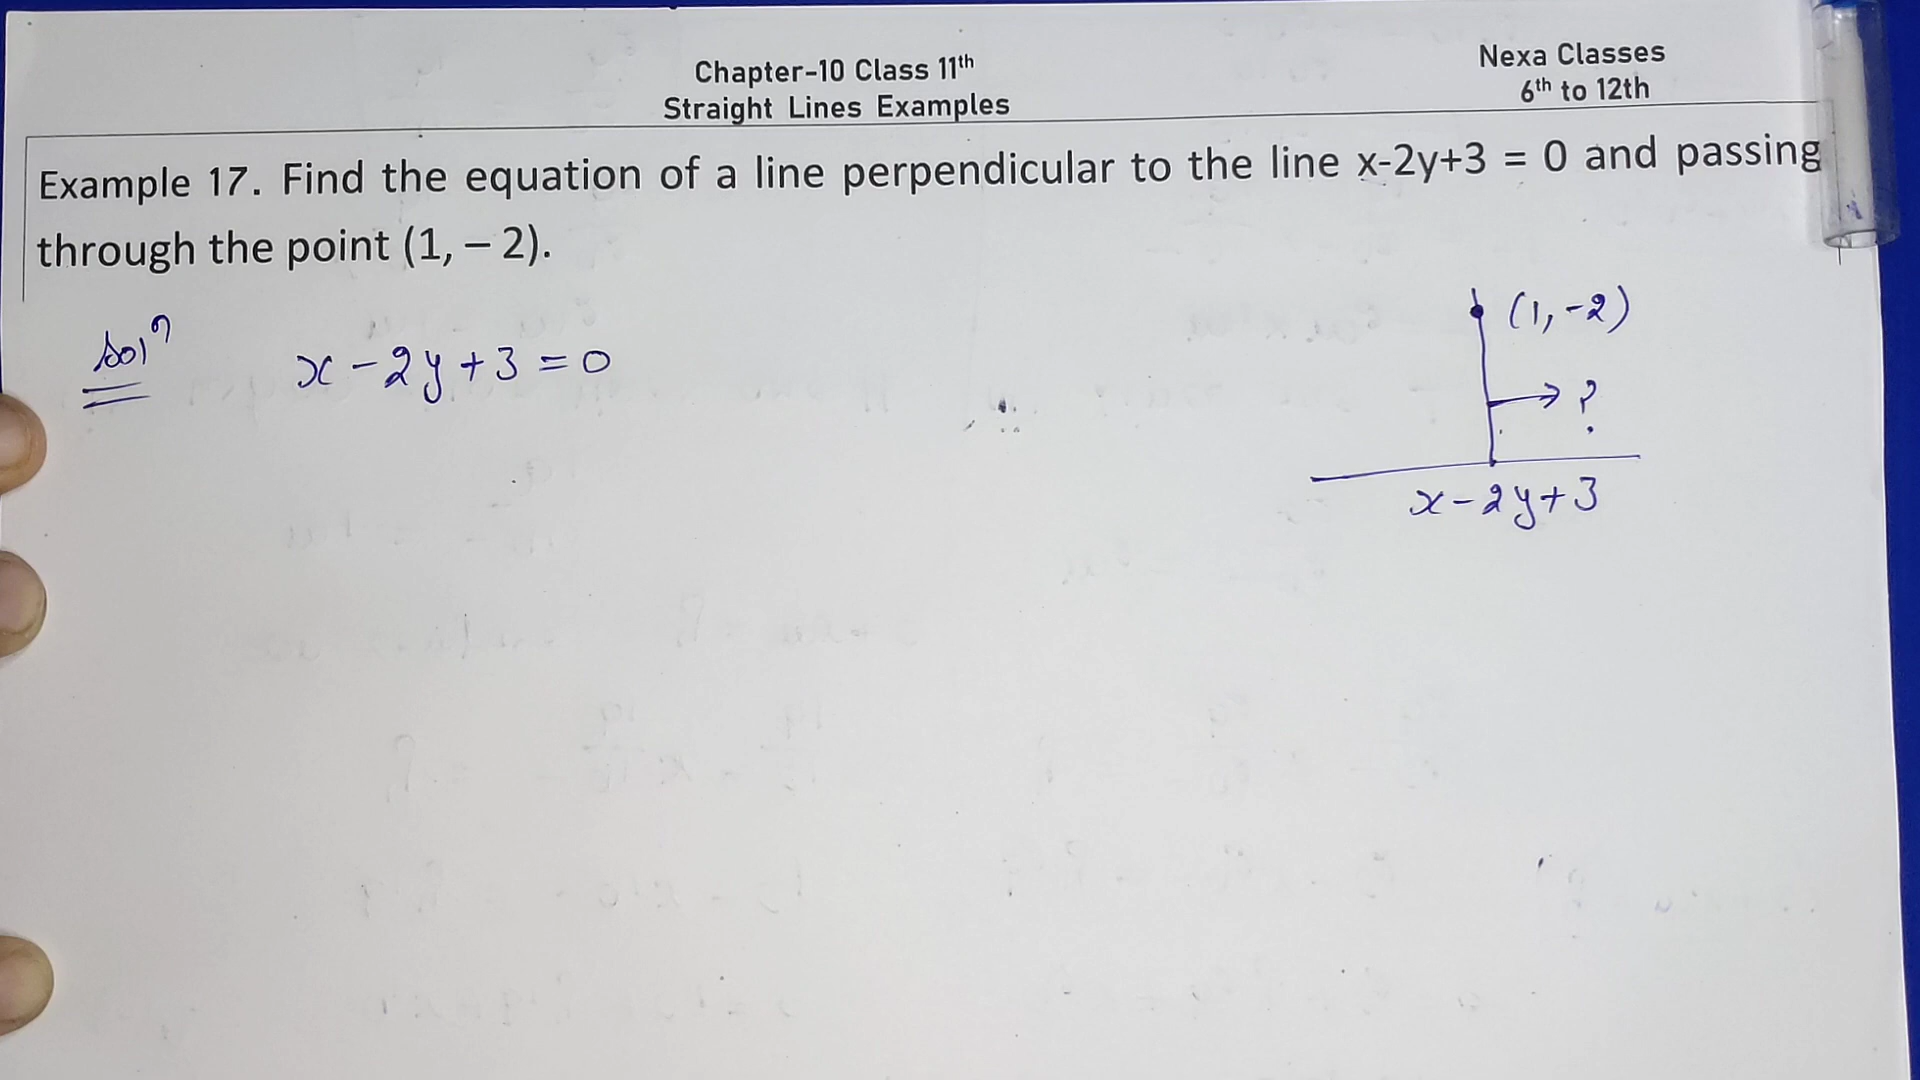 Chapter-10 Class 11th
Straight Lines Examples
Nexa Classes
6th to 12th
Example 17. Find the equation of a line perpendicular to the line x-2y+3 = 0 and passing
through the point (1, – 2).
Solⁿ
x - 2y + 3 = 0
(1, -2)
?
x - 2y + 3